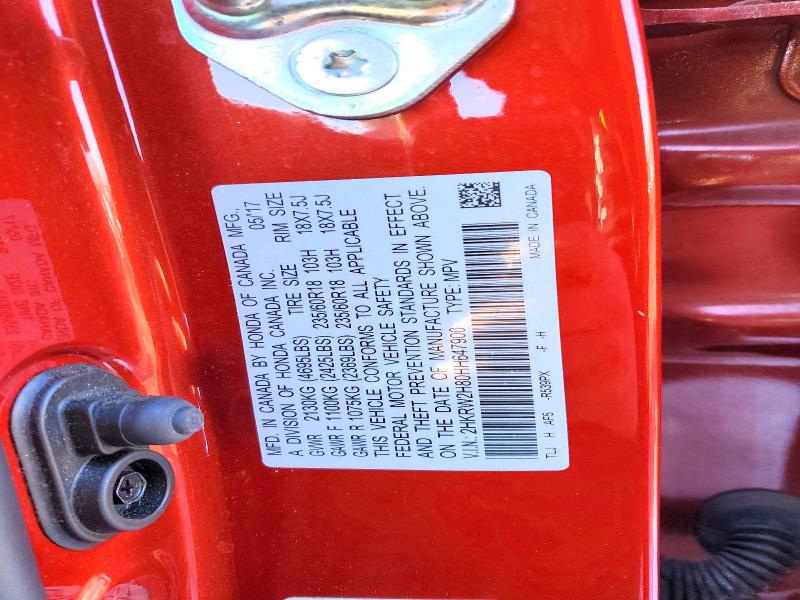 MFD. IN CANADA BY HONDA OF CANADA MFG.,
A DIVISION OF HONDA CANADA INC. 05/17
TIRE SIZE RIM SIZE
GVWR 2130KG (4695LBS)
GAWR F 1100KG (2425LBS) 235/60R18 103H 18X7.5J
GAWR R 1075KG (2369LBS) 235/60R18 103H 18X7.5J
THIS VEHICLE CONFORMS TO ALL APPLICABLE
FEDERAL MOTOR VEHICLE SAFETY
AND THEFT PREVENTION STANDARDS IN EFFECT
ON THE DATE OF MANUFACTURE SHOWN ABOVE.
V.I.N.: 2HKRW2H80HH647900 TYPE: MPV
TLJ H AF5 -R539PX -F -H MADE IN CANADA